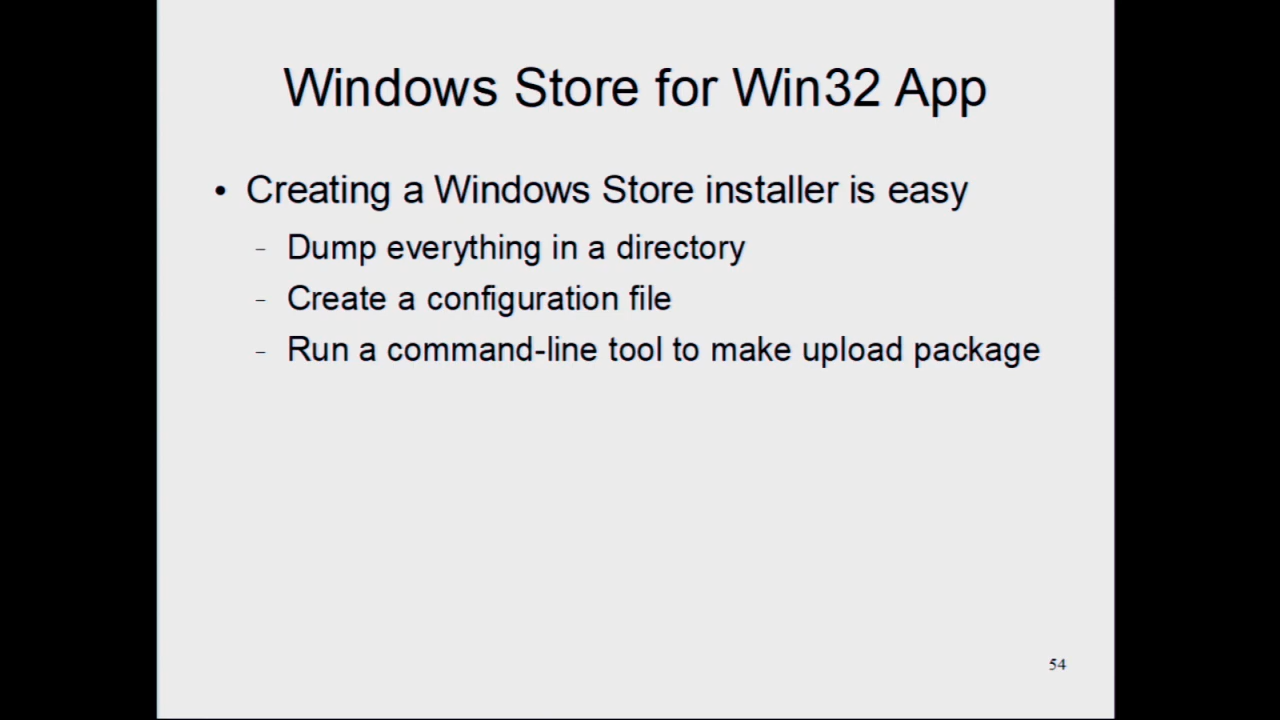 Windows Store for Win32 App
• Creating a Windows Store installer is easy
– Dump everything in a directory
– Create a configuration file
– Run a command-line tool to make upload package
54